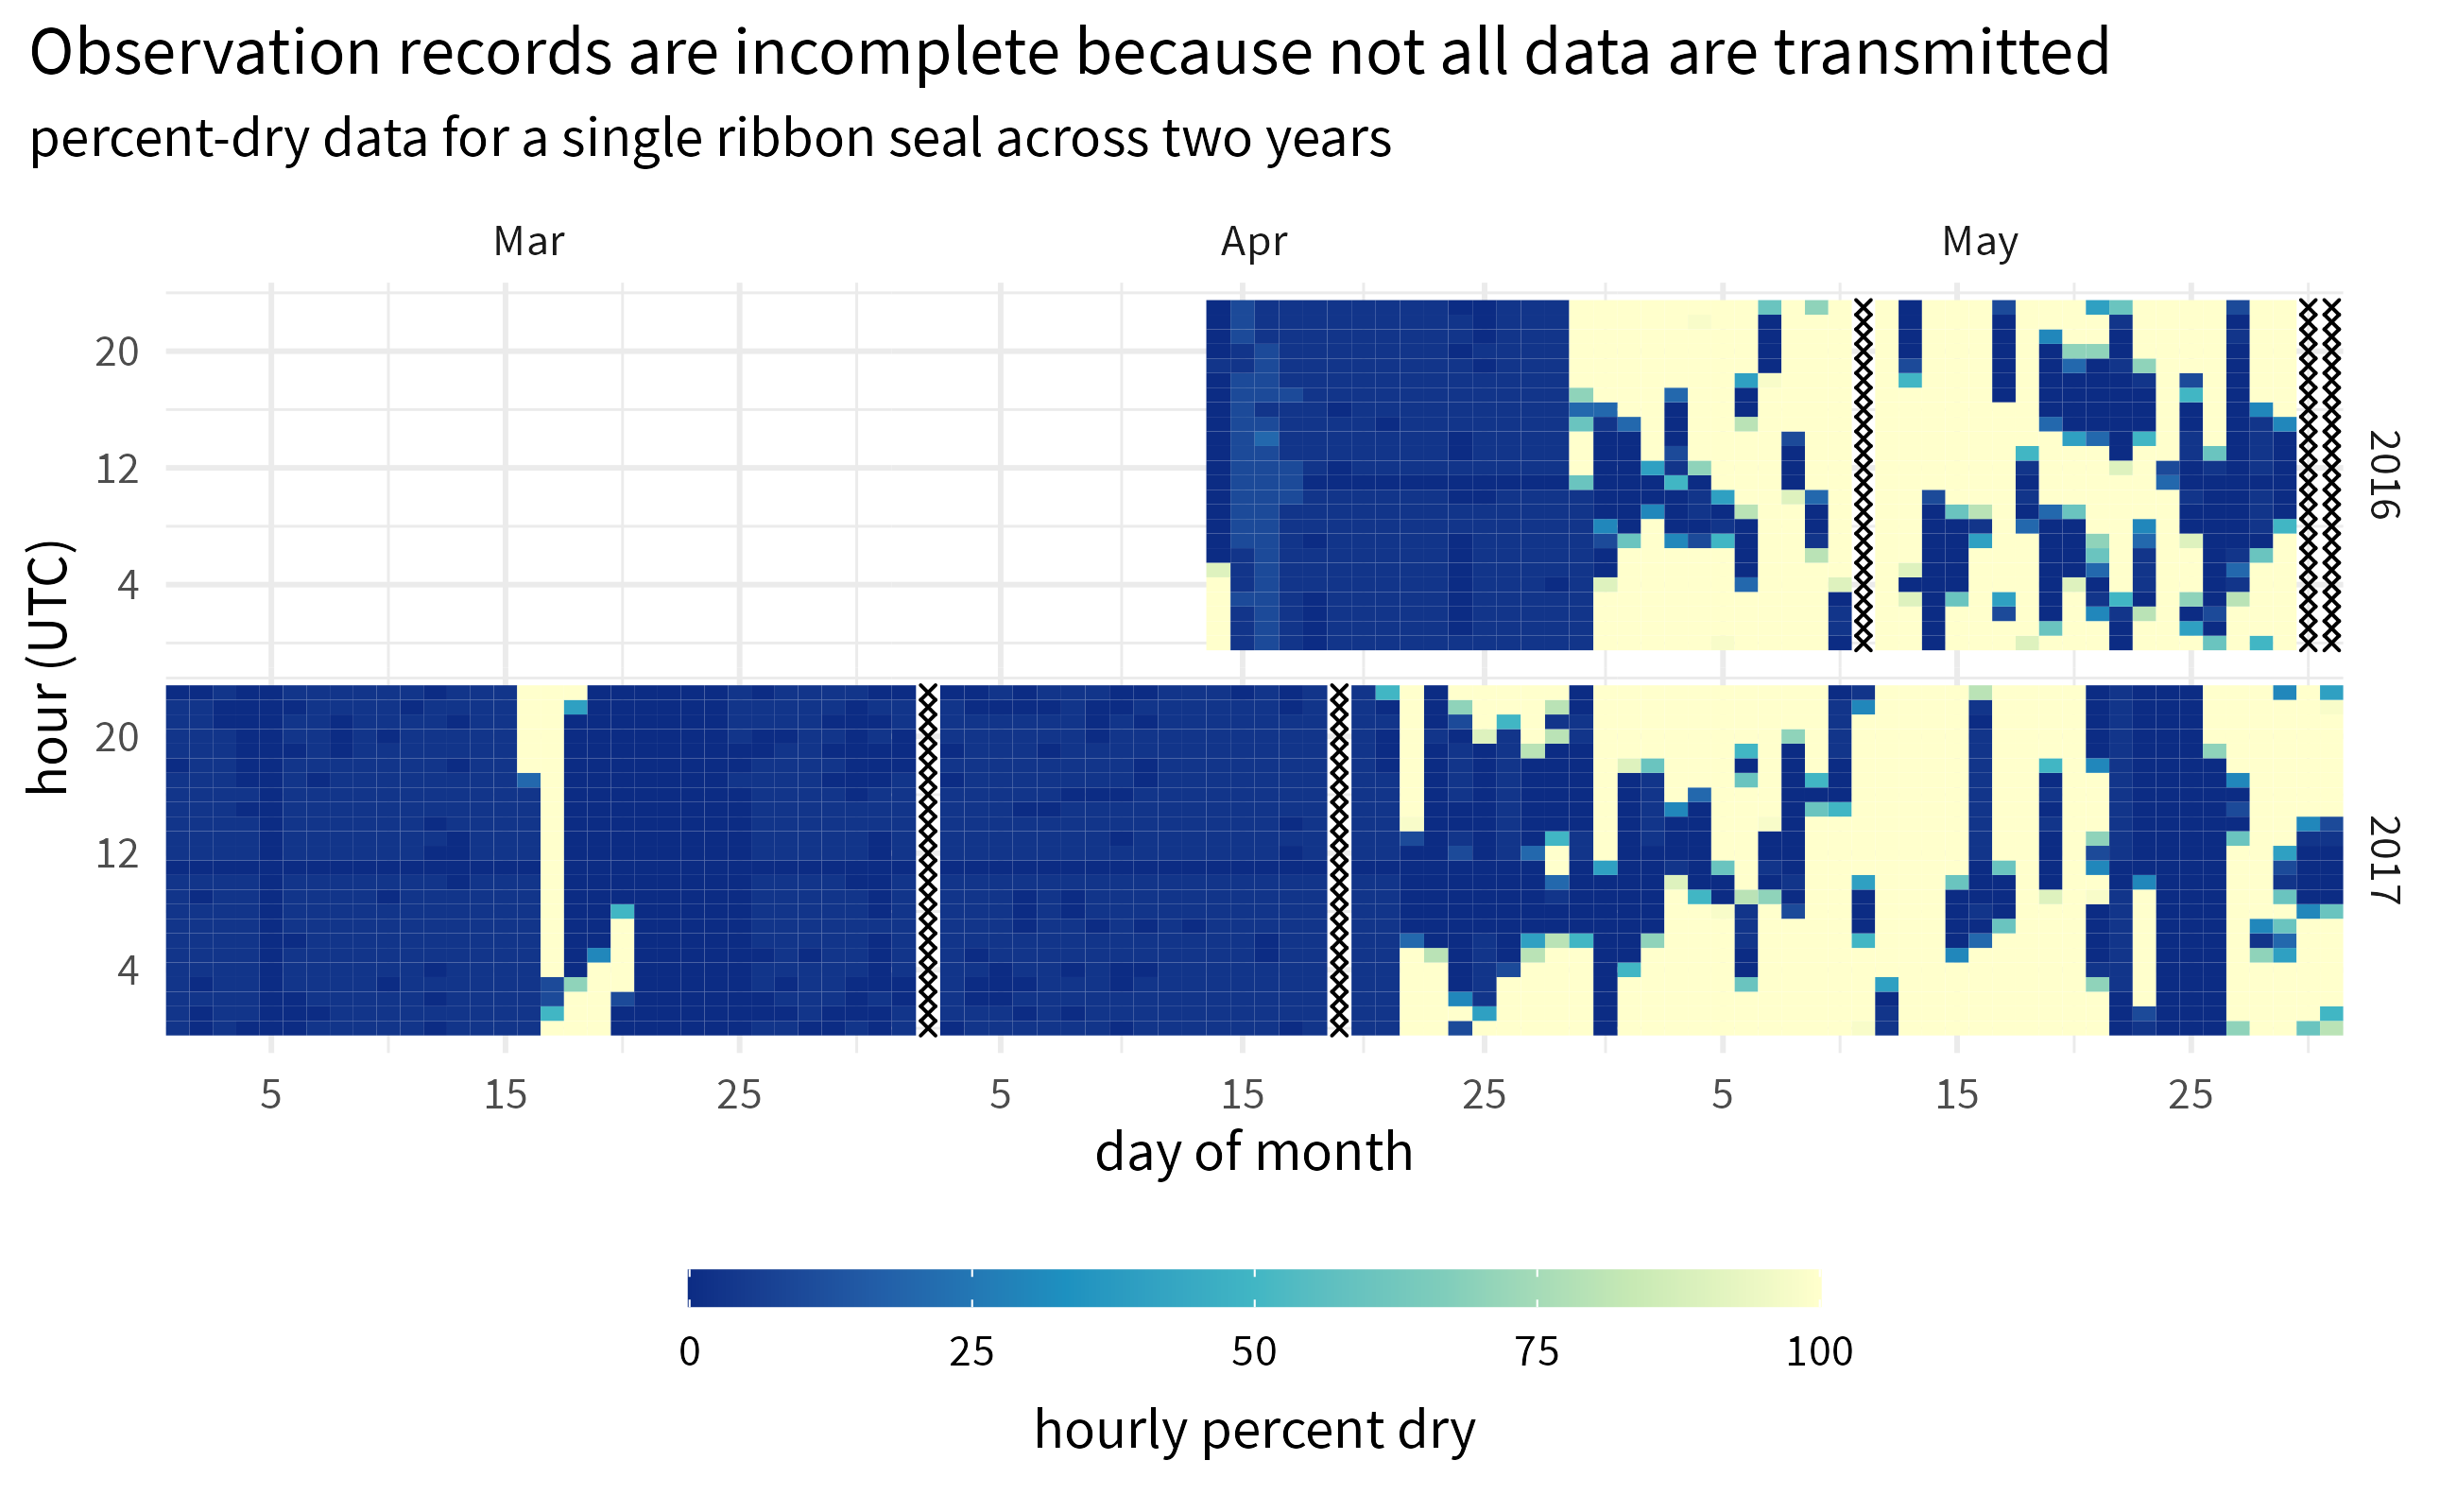 Observation records are incomplete because not all data are transmitted
percent-dry data for a single ribbon seal across two years
Mar Apr May
20
12
4
2016
hour (UTC)
20
12
4
2017
5 15 25 5 15 25 5 15 25
day of month
0 25 50 75 100
hourly percent dry